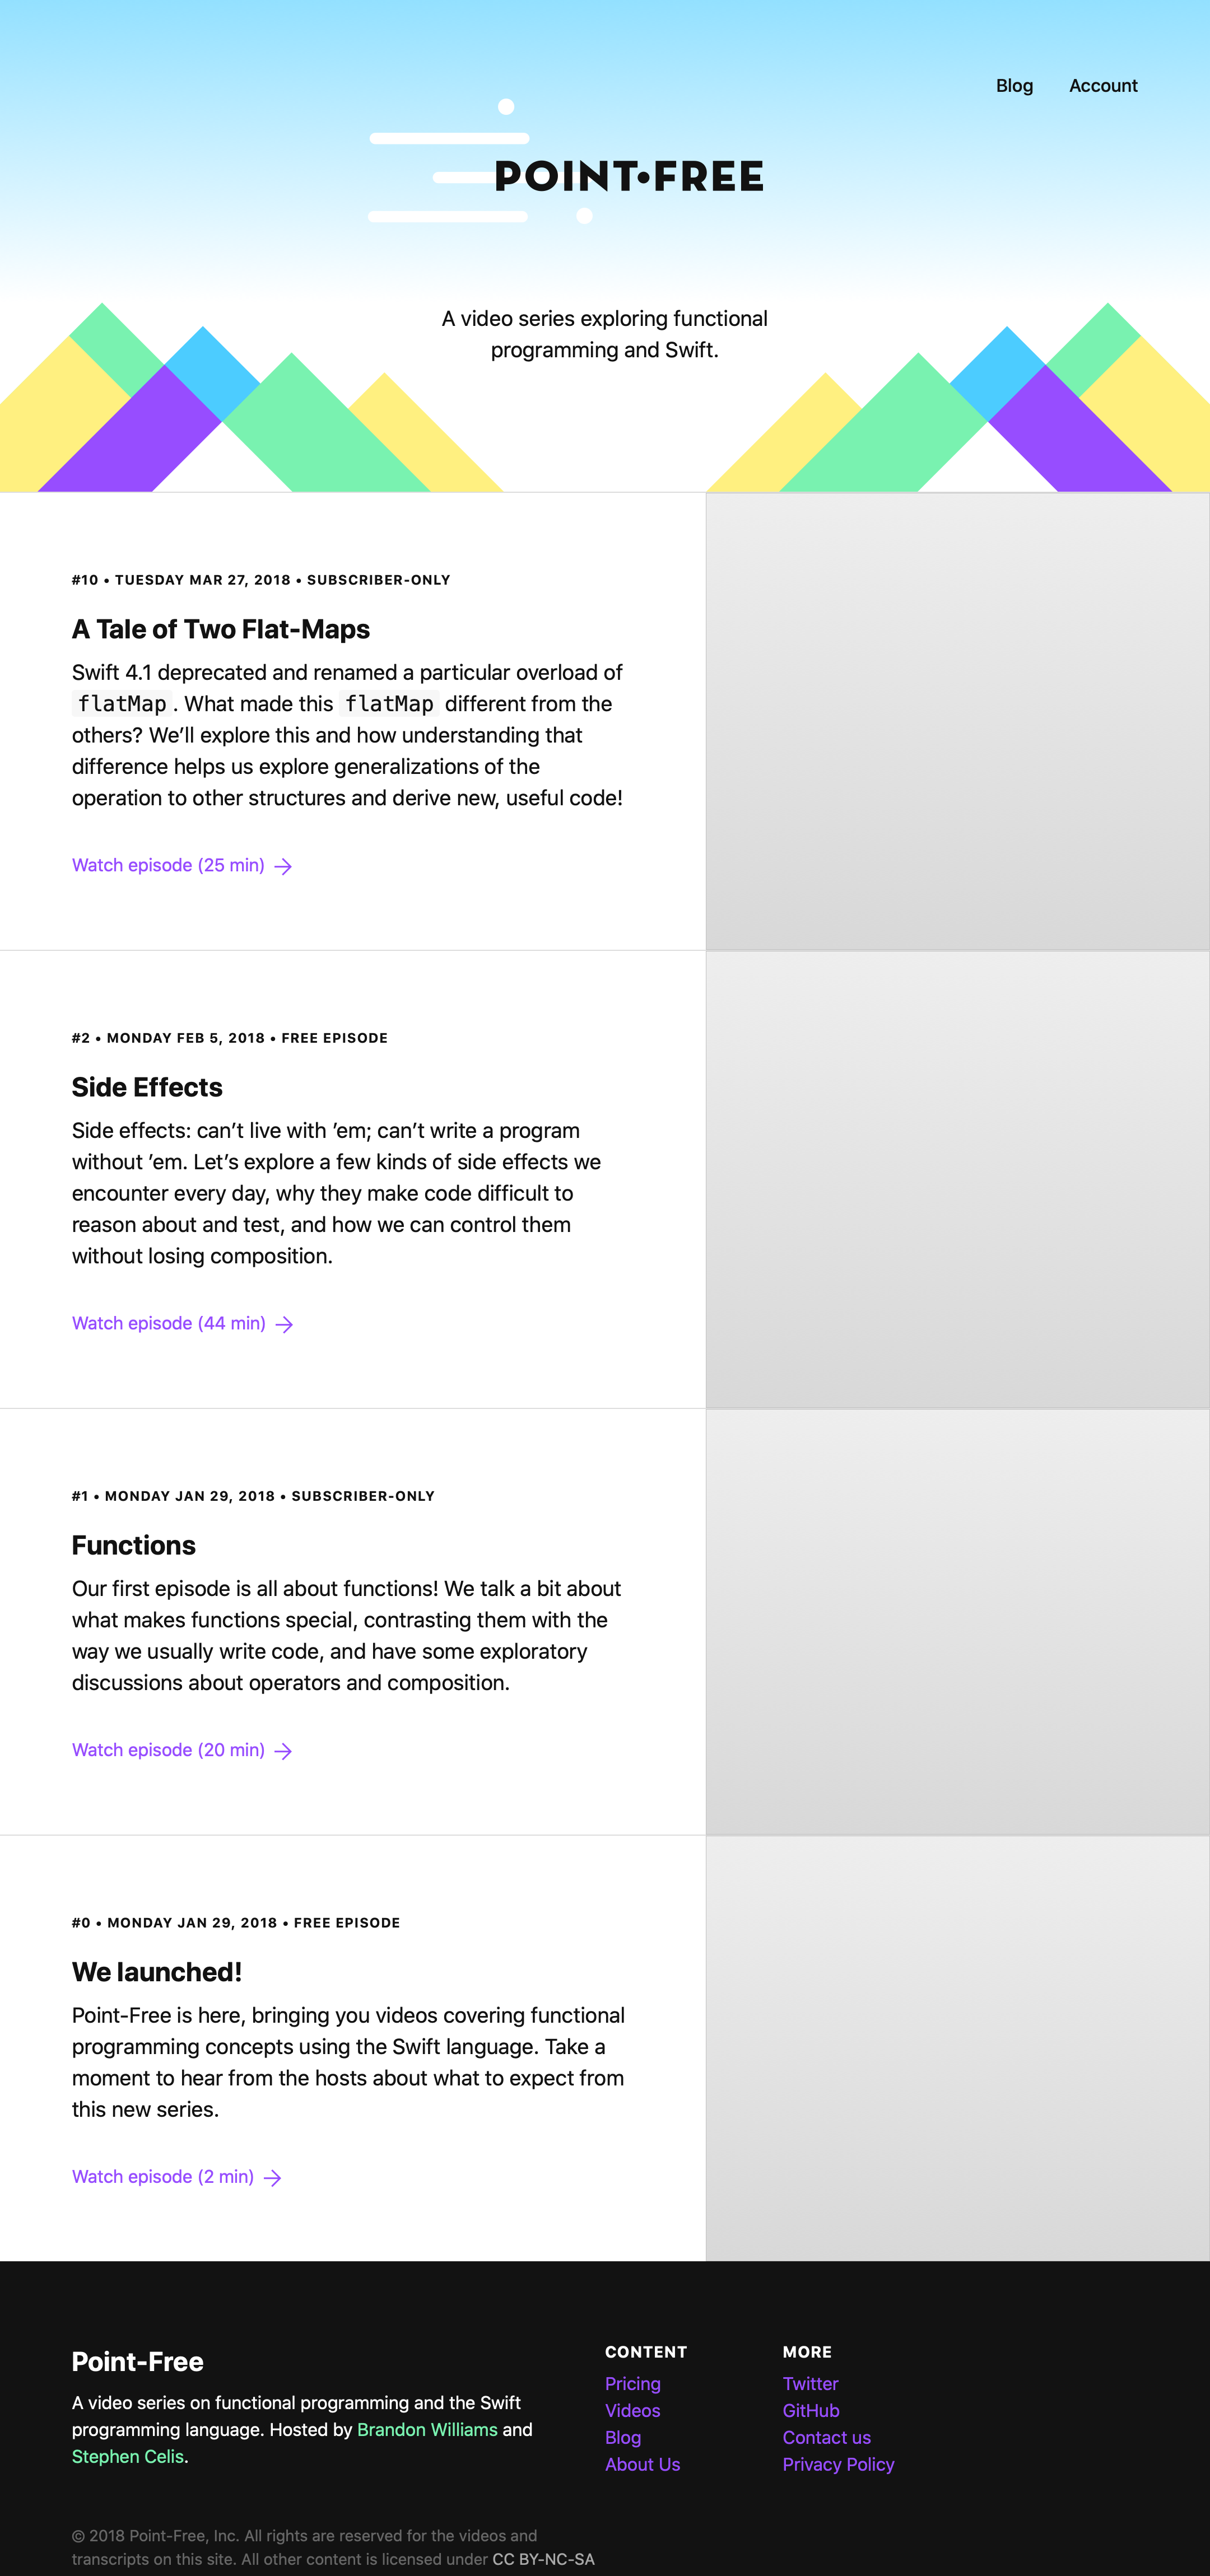 Blog Account
POINT•FREE
A video series exploring functional
programming and Swift.
#10 • TUESDAY MAR 27, 2018 • SUBSCRIBER-ONLY
A Tale of Two Flat-Maps
Swift 4.1 deprecated and renamed a particular overload of
flatMap. What made this flatMap different from the
others? We’ll explore this and how understanding that
difference helps us explore generalizations of the
operation to other structures and derive new, useful code!
Watch episode (25 min) →
#2 • MONDAY FEB 5, 2018 • FREE EPISODE
Side Effects
Side effects: can’t live with ’em; can’t write a program
without ’em. Let’s explore a few kinds of side effects we
encounter every day, why they make code difficult to
reason about and test, and how we can control them
without losing composition.
Watch episode (44 min) →
#1 • MONDAY JAN 29, 2018 • SUBSCRIBER-ONLY
Functions
Our first episode is all about functions! We talk a bit about
what makes functions special, contrasting them with the
way we usually write code, and have some exploratory
discussions about operators and composition.
Watch episode (20 min) →
#0 • MONDAY JAN 29, 2018 • FREE EPISODE
We launched!
Point-Free is here, bringing you videos covering functional
programming concepts using the Swift language. Take a
moment to hear from the hosts about what to expect from
this new series.
Watch episode (2 min) →
Point-Free
A video series on functional programming and the Swift
programming language. Hosted by Brandon Williams and
Stephen Celis.
CONTENT
Pricing
Videos
Blog
About Us
MORE
Twitter
GitHub
Contact us
Privacy Policy
© 2018 Point-Free, Inc. All rights are reserved for the videos and
transcripts on this site. All other content is licensed under CC BY-NC-SA